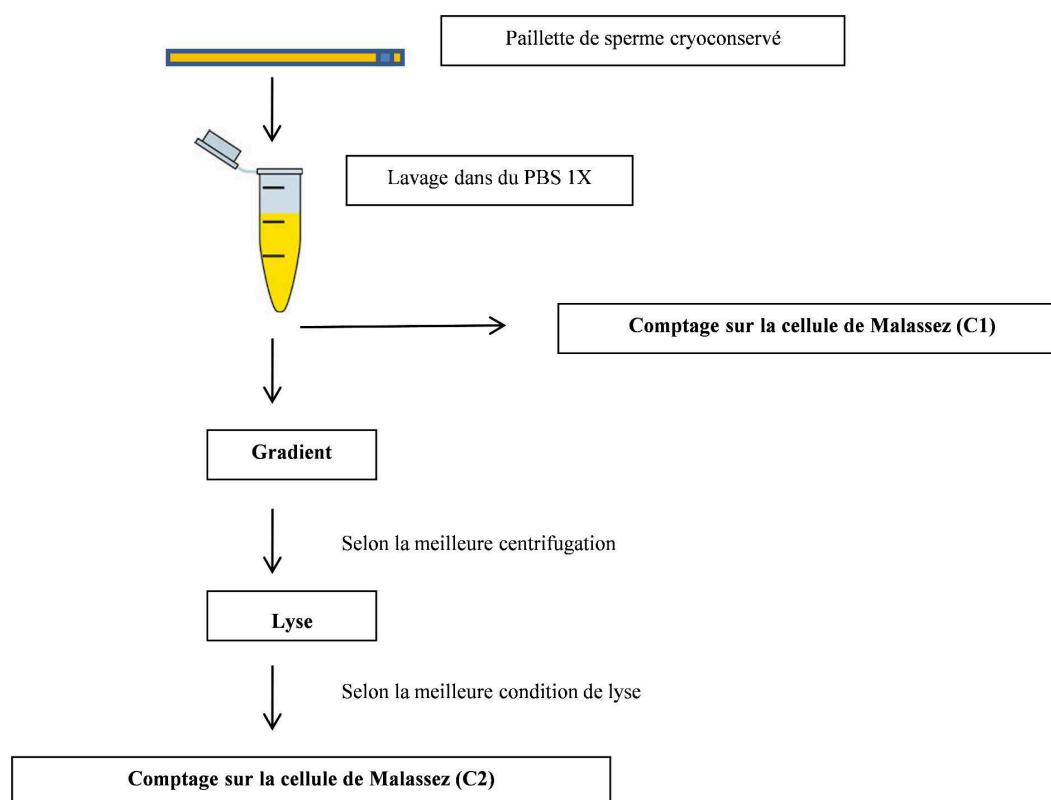 Paillette de sperme cryoconservé
Lavage dans du PBS 1X
Comptage sur la cellule de Malassez (C1)
Gradient
Selon la meilleure centrifugation
Lyse
Selon la meilleure condition de lyse
Comptage sur la cellule de Malassez (C2)